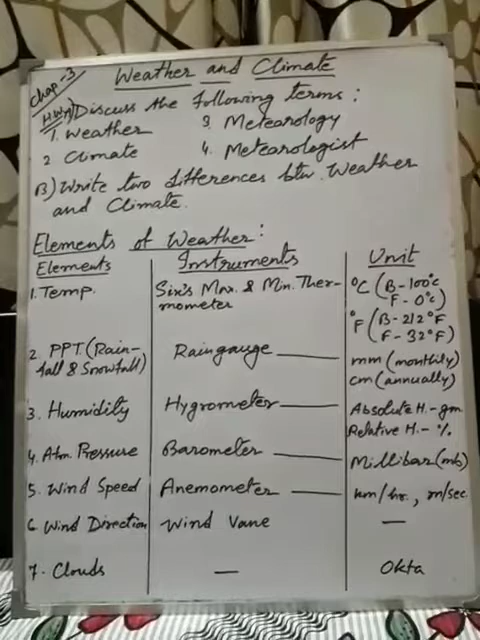 Chap-3
Weather and Climate
H.W. A) Discuss the following terms:
1. Weather 3. Meteorology
2 Climate 4. Meteorologist
B) Write two differences btw. Weather
and Climate.
Elements of Weather:
Elements Instruments Unit
1. Temp. Six's Max. & Min. Ther- °C (B-100°C
mometer F-0°C)
°F (B-212°F
F-32°F)
2. PPT. (Rain- Raingauge mm (monthly)
fall & Snowfall) cm (annually)
3. Humidity Hygrometer Absolute H.-gm
Relative H.-%
4. Atm. Pressure Barometer Millibar (mb)
5. Wind Speed Anemometer km/hr., m/sec
6. Wind Direction Wind Vane —
7. Clouds — Okta